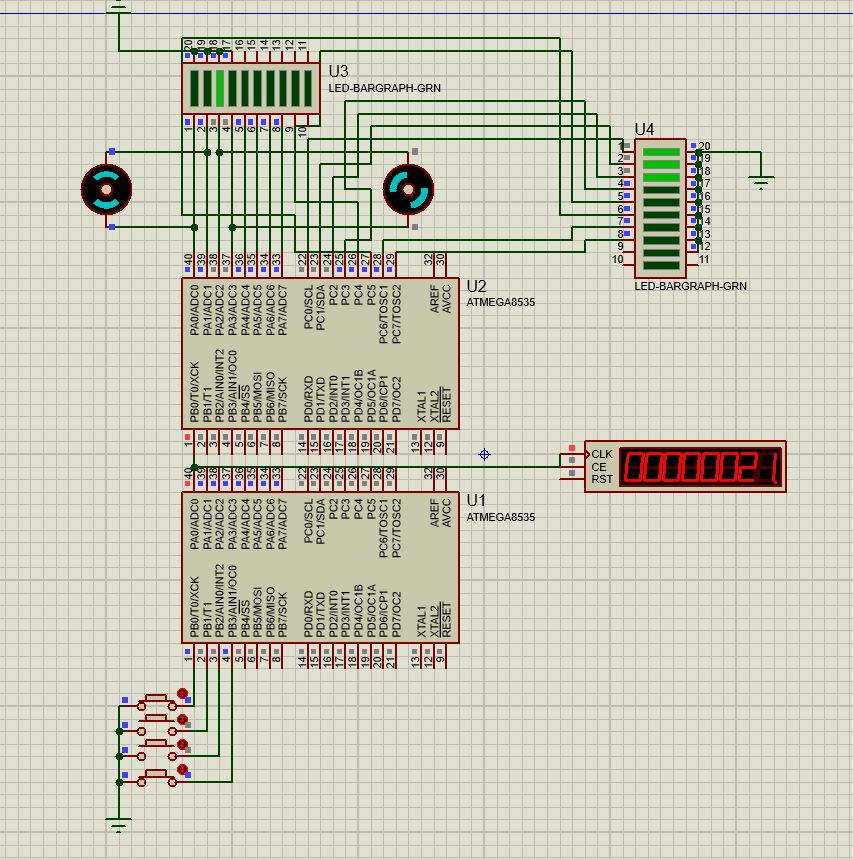 20 19 18 17 16 15 14 13 12 11
U3
LED-BARGRAPH-GRN
1 2 3 4 5 6 7 8 9 10
U4
1 20
2 19
3 18
4 17
5 16
6 15
7 14
8 13
9 12
10 11
LED-BARGRAPH-GRN
40 39 38 37 36 35 34 33 22 23 24 25 26 27 28 29 32 30
U2
ATMEGA8535
PA0/ADC0
PA1/ADC1
PA2/ADC2
PA3/ADC3
PA4/ADC4
PA5/ADC5
PA6/ADC6
PA7/ADC7
PC0/SCL
PC1/SDA
PC2
PC3
PC4
PC5
PC6/TOSC1
PC7/TOSC2
AREF
AVCC
PB0/T0/XCK
PB1/T1
PB2/AIN0/INT2
PB3/AIN1/OC0
PB4/SS
PB5/MOSI
PB6/MISO
PB7/SCK
PD0/RXD
PD1/TXD
PD2/INT0
PD3/INT1
PD4/OC1B
PD5/OC1A
PD6/ICP1
PD7/OC2
XTAL1
XTAL2
RESET
1 2 3 4 5 6 7 8 14 15 16 17 18 19 20 21 13 12 9
CLK
CE
RST
00000021
40 39 38 37 36 35 34 33 22 23 24 25 26 27 28 29 32 30
U1
ATMEGA8535
PA0/ADC0
PA1/ADC1
PA2/ADC2
PA3/ADC3
PA4/ADC4
PA5/ADC5
PA6/ADC6
PA7/ADC7
PC0/SCL
PC1/SDA
PC2
PC3
PC4
PC5
PC6/TOSC1
PC7/TOSC2
AREF
AVCC
PB0/T0/XCK
PB1/T1
PB2/AIN0/INT2
PB3/AIN1/OC0
PB4/SS
PB5/MOSI
PB6/MISO
PB7/SCK
PD0/RXD
PD1/TXD
PD2/INT0
PD3/INT1
PD4/OC1B
PD5/OC1A
PD6/ICP1
PD7/OC2
XTAL1
XTAL2
RESET
1 2 3 4 5 6 7 8 14 15 16 17 18 19 20 21 13 12 9